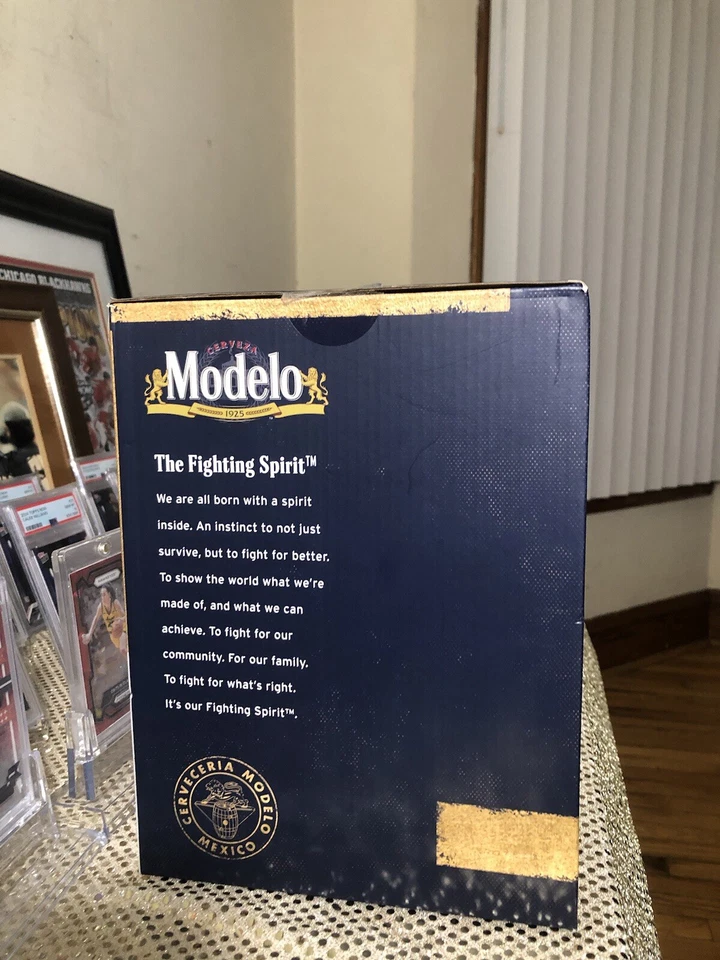 CHICAGO BLACKHAWKS
CERVEZA
Modelo
1925
The Fighting Spirit™
We are all born with a spirit
inside. An instinct to not just
survive, but to fight for better.
To show the world what we're
made of, and what we can
achieve. To fight for our
community. For our family.
To fight for what's right.
It's our Fighting Spirit™.
CERVECERIA MODELO
MEXICO